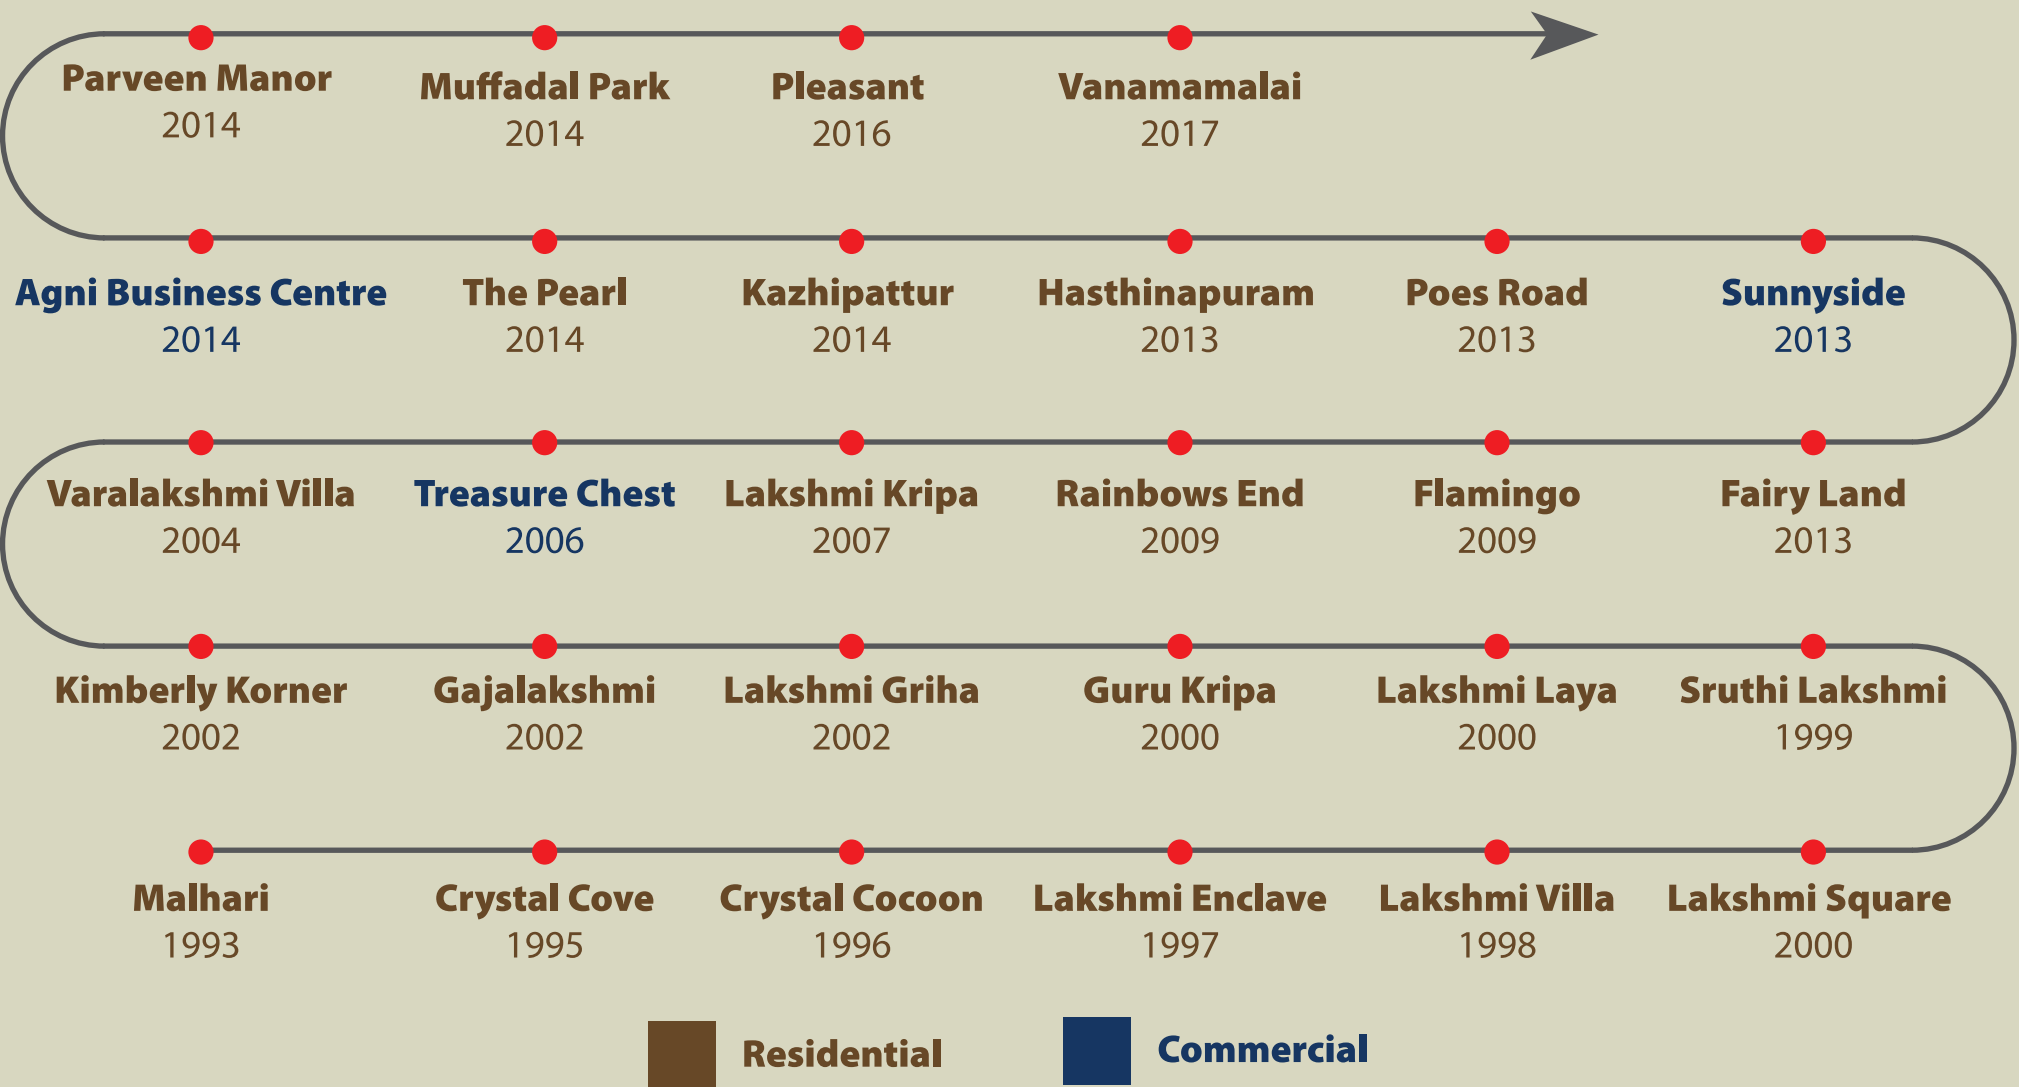 Parveen Manor
2014
Muffadal Park
2014
Pleasant
2016
Vanamamalai
2017
Agni Business Centre
2014
The Pearl
2014
Kazhipattur
2014
Hasthinapuram
2013
Poes Road
2013
Sunnyside
2013
Varalakshmi Villa
2004
Treasure Chest
2006
Lakshmi Kripa
2007
Rainbows End
2009
Flamingo
2009
Fairy Land
2013
Kimberly Korner
2002
Gajalakshmi
2002
Lakshmi Griha
2002
Guru Kripa
2000
Lakshmi Laya
2000
Sruthi Lakshmi
1999
Malhari
1993
Crystal Cove
1995
Crystal Cocoon
1996
Lakshmi Enclave
1997
Lakshmi Villa
1998
Lakshmi Square
2000
Residential
Commercial